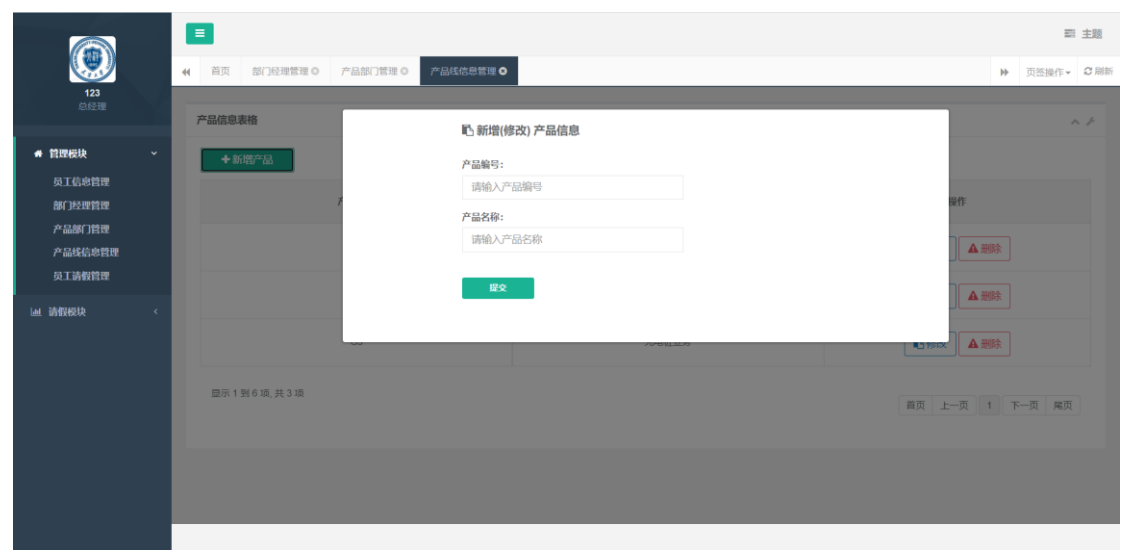 主题
首页 部门经理管理 产品部门管理 产品线信息管理 页签操作 刷新
123
总经理
管理模块
员工信息管理
部门经理管理
产品部门管理
产品线信息管理
员工请假管理
请假模块
产品信息表格
新增产品
操作
删除
删除
修改 删除
显示 1 到 6 项, 共 3 项
首页 上一页 1 下一页 尾页
新增(修改) 产品信息
产品编号:
请输入产品编号
产品名称:
请输入产品名称
提交